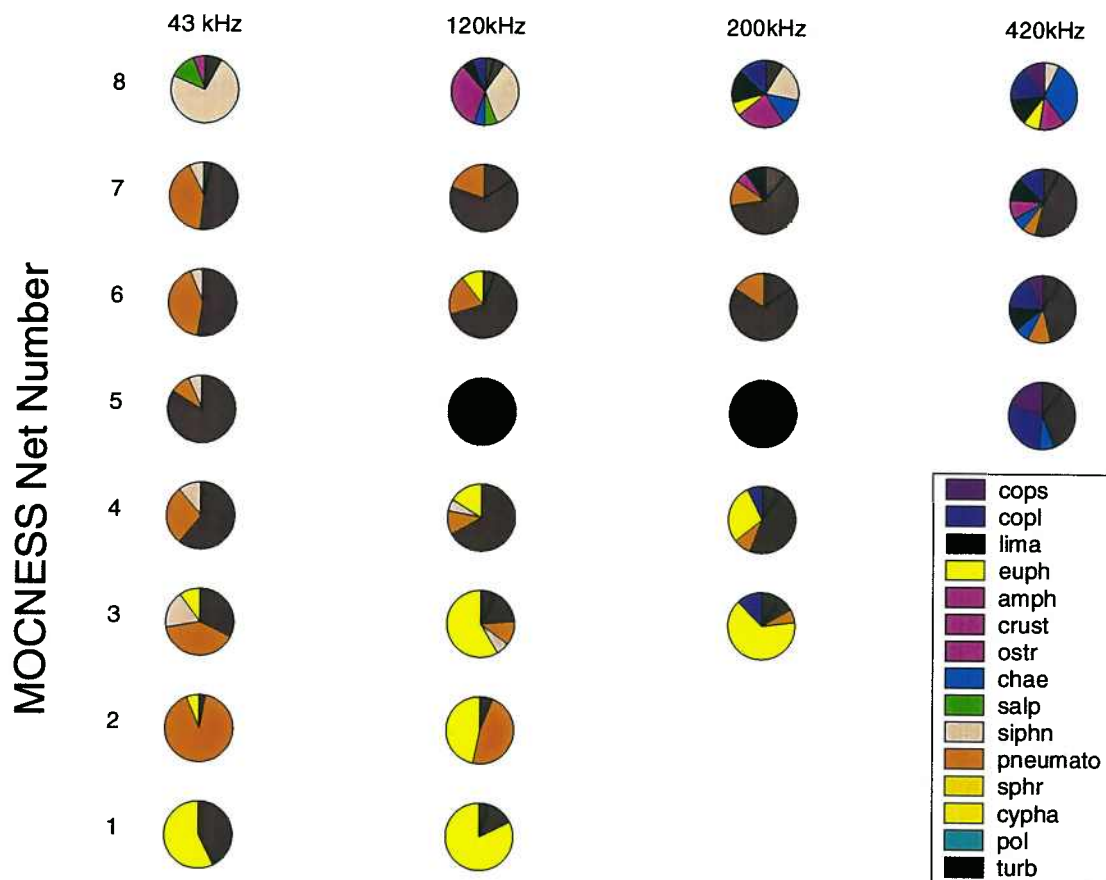 43 kHz 120kHz 200kHz 420kHz
MOCNESS Net Number
8
7
6
5
4
3
2
1
cops
copl
lima
euph
amph
crust
ostr
chae
salp
siphn
pneumato
sphr
cypha
pol
turb